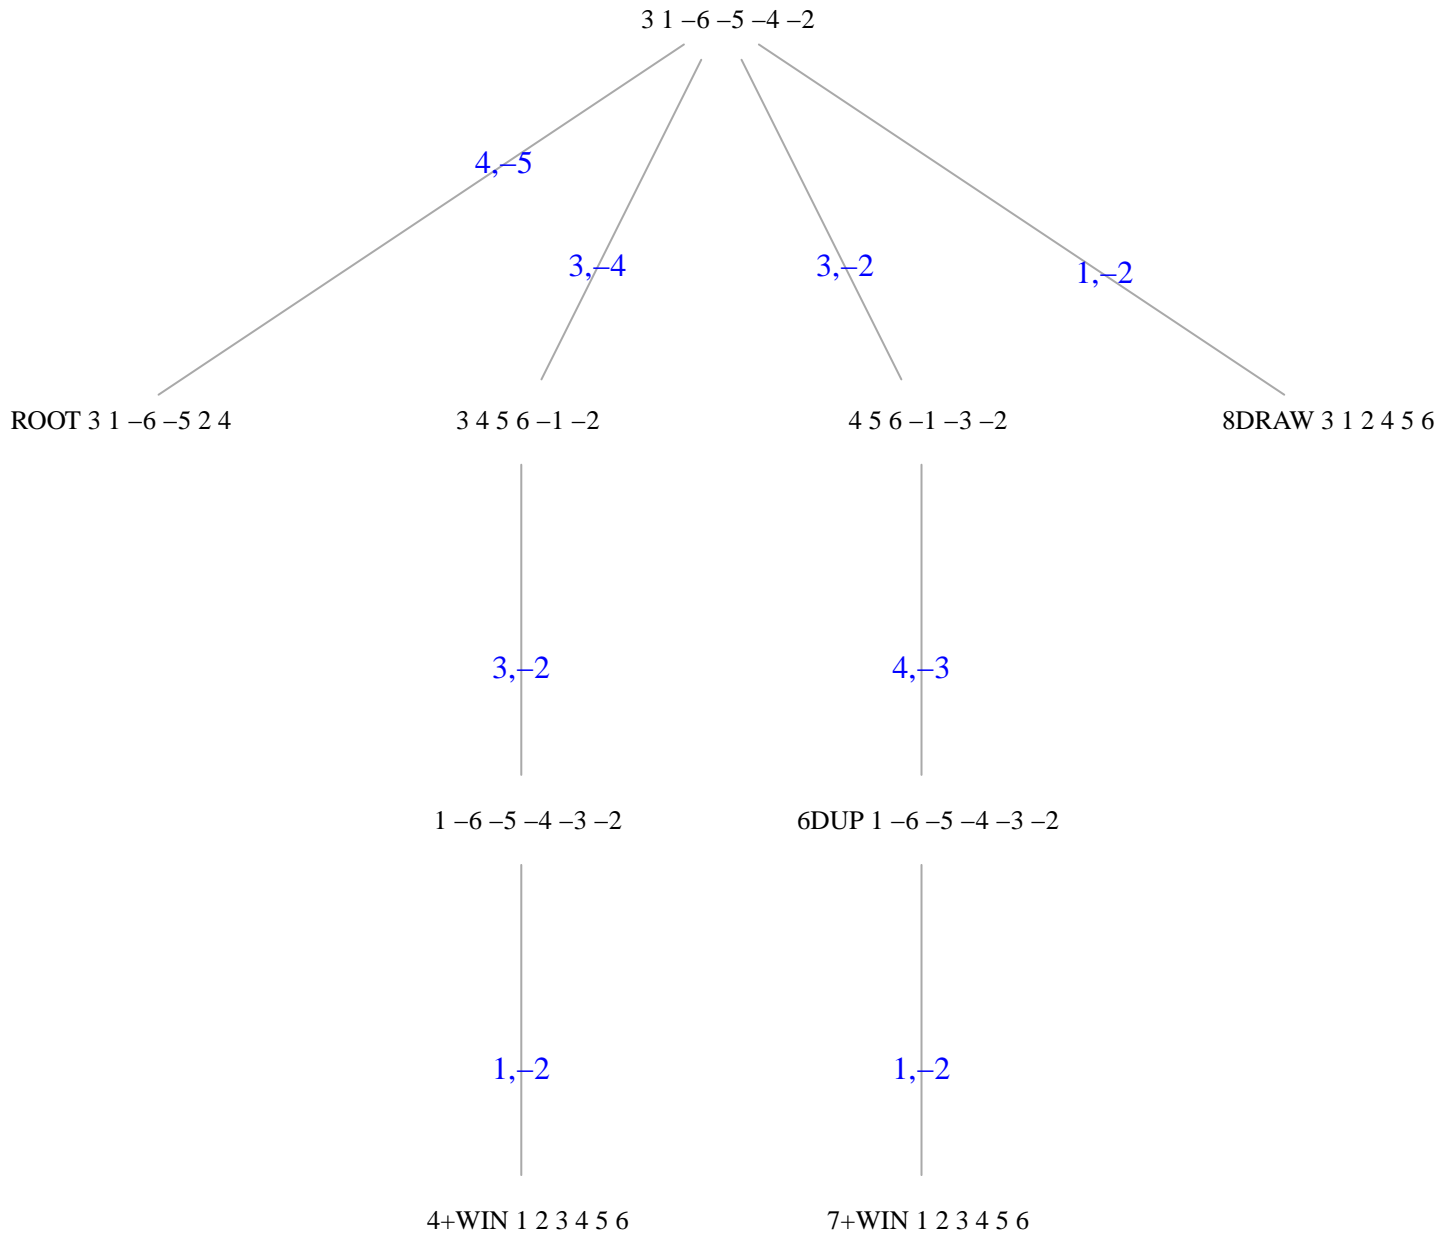 3 1 –6 –5 –4 –2
4,–5
3,–4
3,–2
1,–2
ROOT 3 1 –6 –5 2 4
3 4 5 6 –1 –2
4 5 6 –1 –3 –2
8DRAW 3 1 2 4 5 6
3,–2
4,–3
1 –6 –5 –4 –3 –2
6DUP 1 –6 –5 –4 –3 –2
1,–2
1,–2
4+WIN 1 2 3 4 5 6
7+WIN 1 2 3 4 5 6